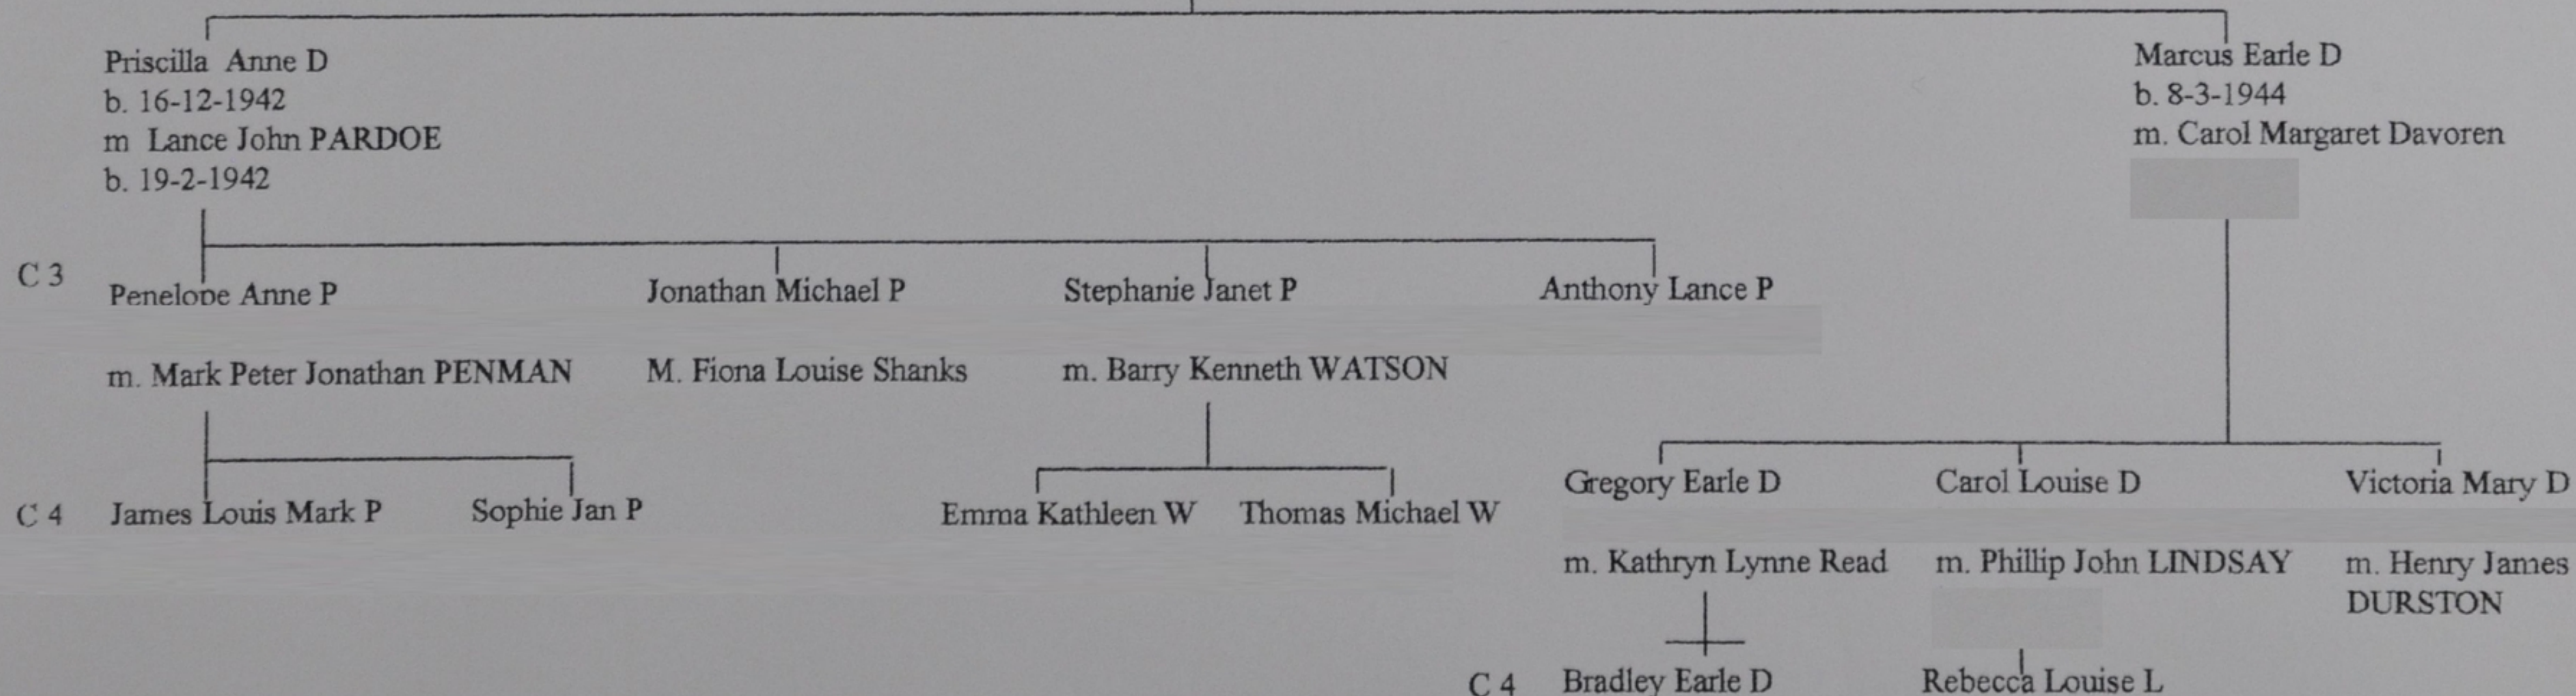 Priscilla Anne D
b. 16-12-1942
m Lance John PARDOE
b. 19-2-1942
Marcus Earle D
b. 8-3-1944
m. Carol Margaret Davoren
C 3
Penelope Anne P
Jonathan Michael P
Stephanie Janet P
Anthony Lance P
m. Mark Peter Jonathan PENMAN
M. Fiona Louise Shanks
m. Barry Kenneth WATSON
C 4
James Louis Mark P
Sophie Jan P
Emma Kathleen W
Thomas Michael W
Gregory Earle D
Carol Louise D
Victoria Mary D
m. Kathryn Lynne Read
m. Phillip John LINDSAY
m. Henry James
DURSTON
C 4
Bradley Earle D
Rebecca Louise L